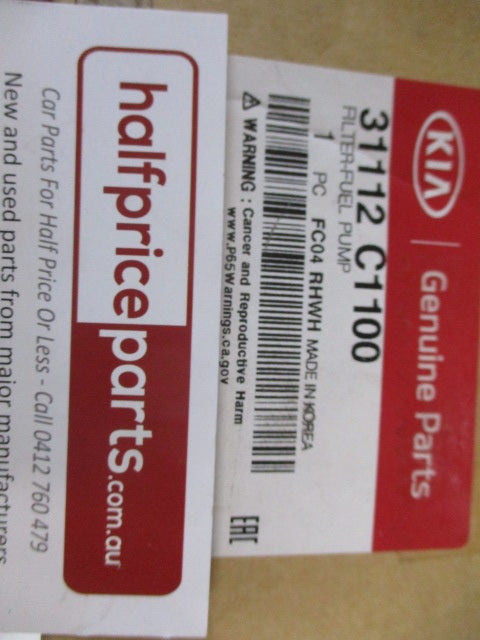 KIA Genuine Parts
31112 C1100
FILTER-FUEL PUMP
1 PC FC04 RHWH MADE IN KOREA
WARNING : Cancer and Reproductive Harm
www.P65Warnings.ca.gov
EAC
halfpriceparts.com.au
Car Parts For Half Price Or Less - Call 0412 760 479
New and used parts from major manufacturers